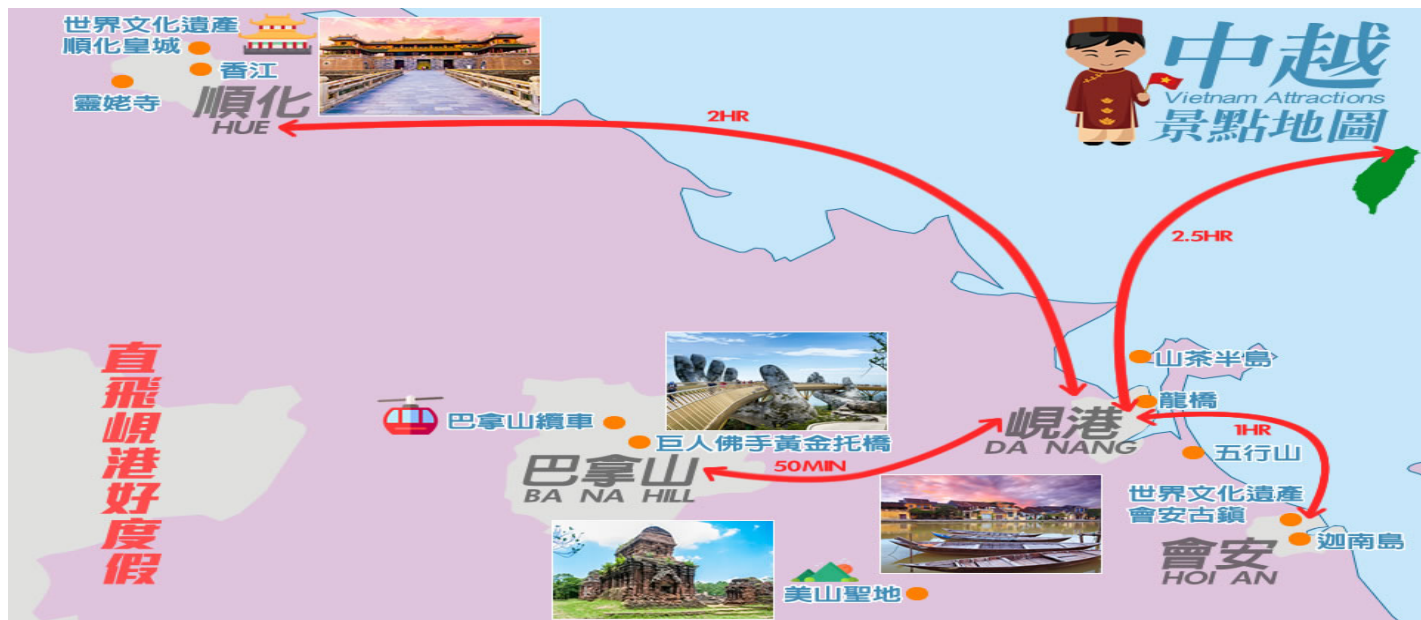 世界文化遺產
順化皇城
香江
靈姥寺
順化
HUE
2HR
中越
Vietnam Attractions
景點地圖
2.5HR
直飛峴港好度假
山茶半島
龍橋
峴港
DA NANG
1HR
五行山
巴拿山纜車
巨人佛手黃金托橋
巴拿山
BA NA HILL
50MIN
世界文化遺產
會安古鎮
迦南島
會安
HOI AN
美山聖地